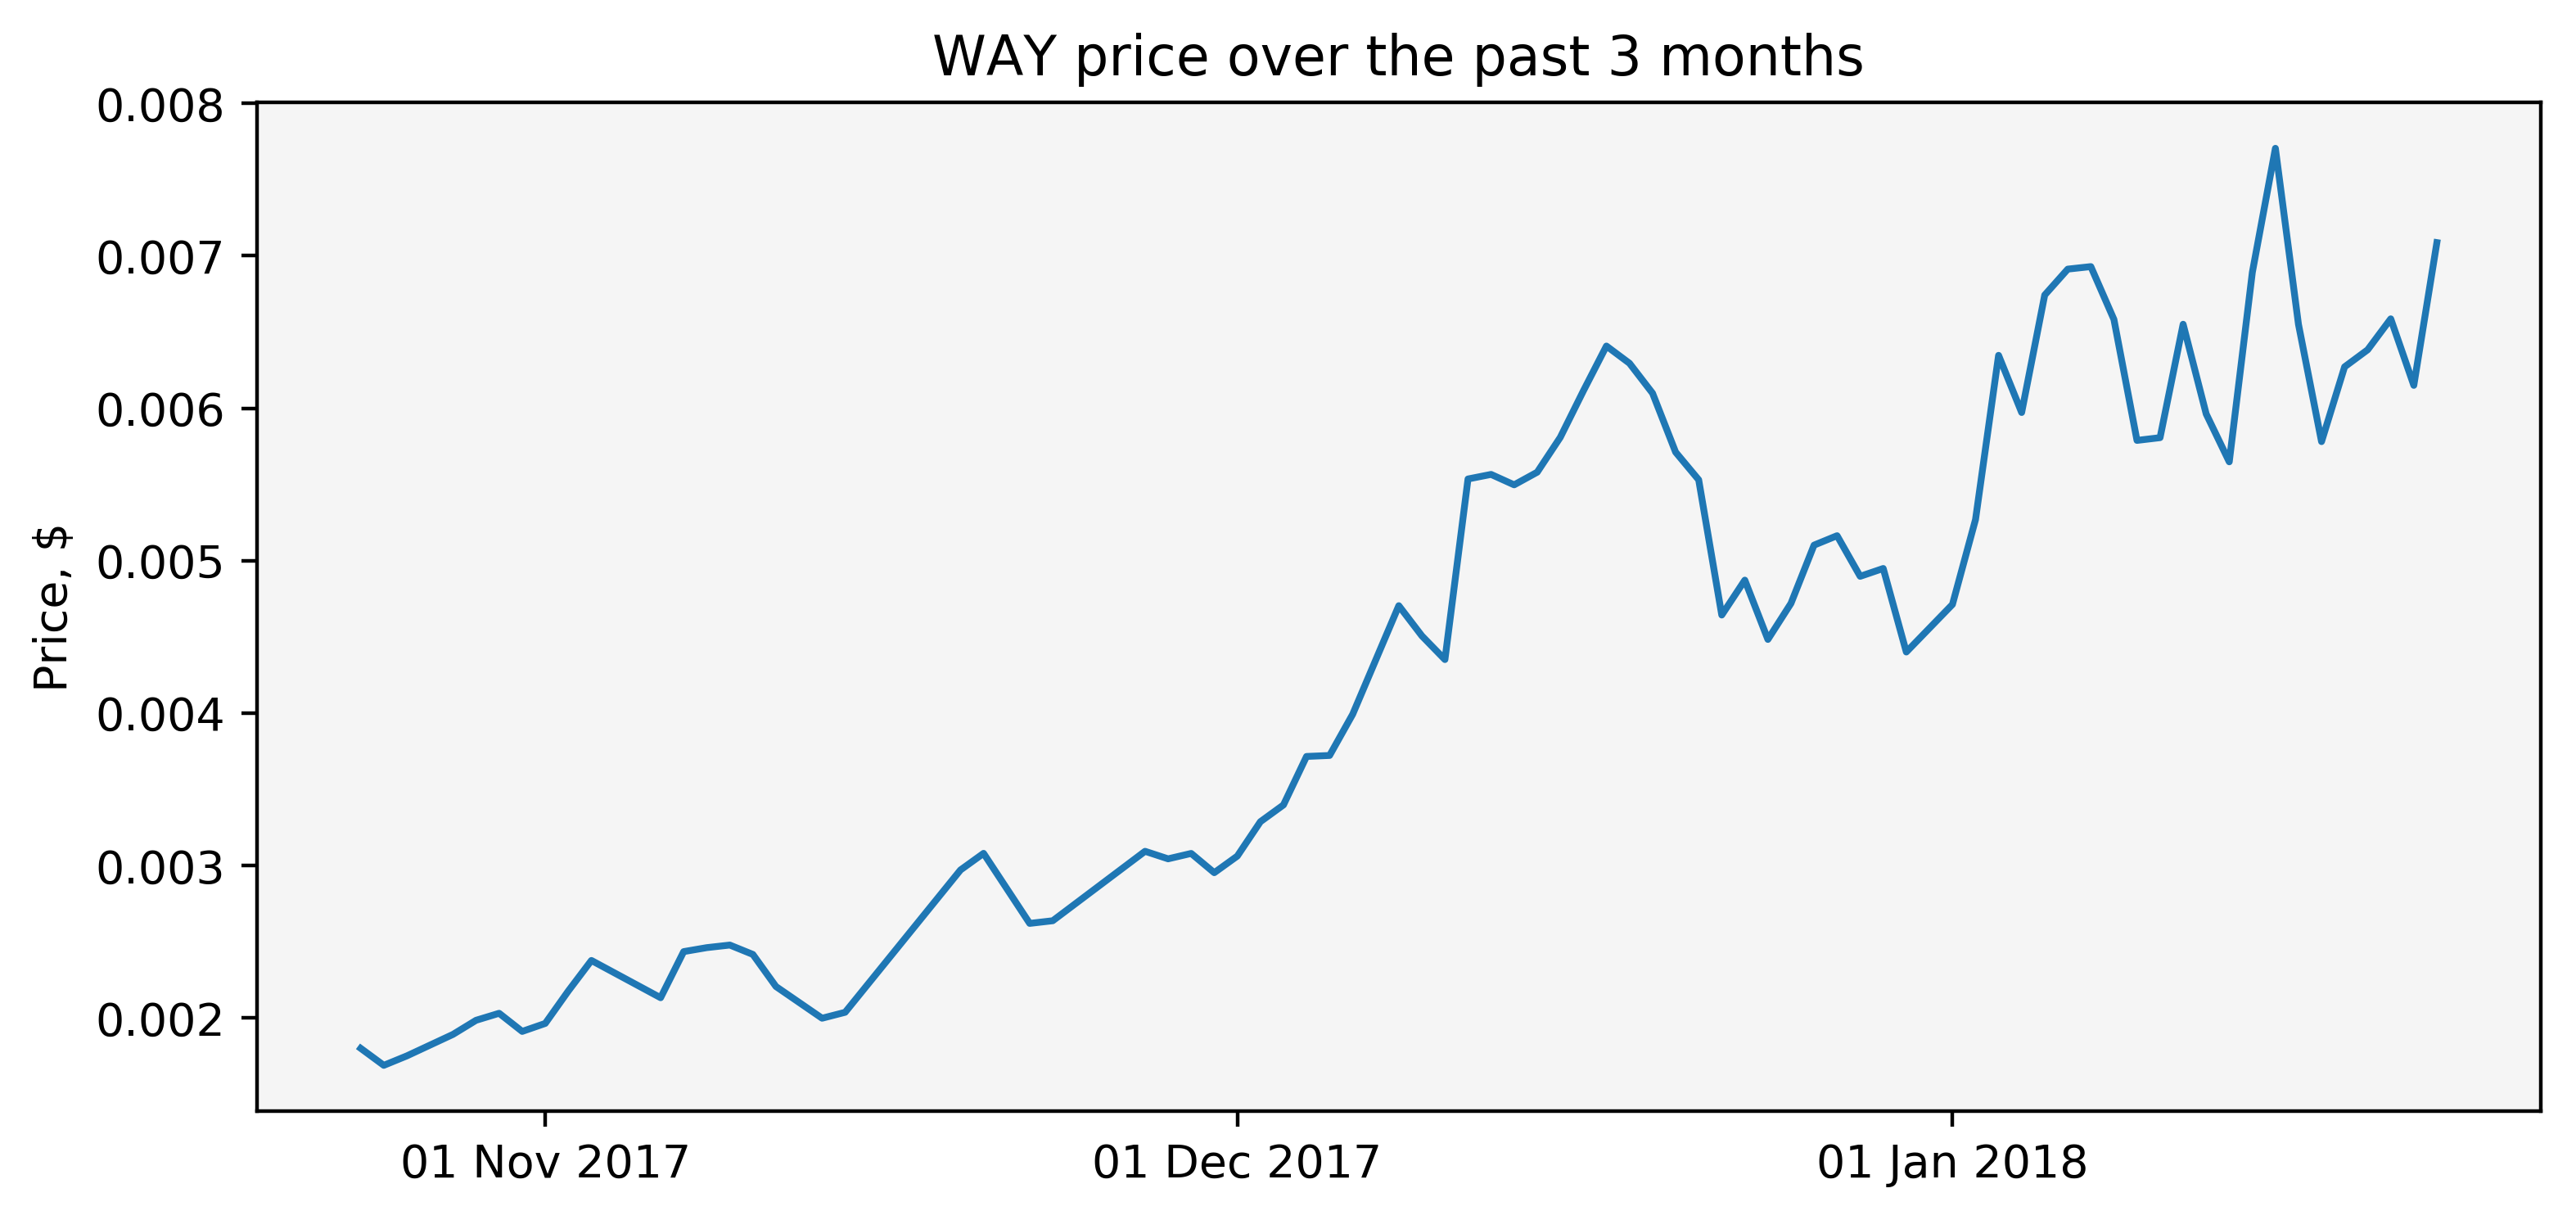 WAY price over the past 3 months
0.008
0.007
0.006
0.005
0.004
0.003
0.002
Price, $
01 Nov 2017
01 Dec 2017
01 Jan 2018